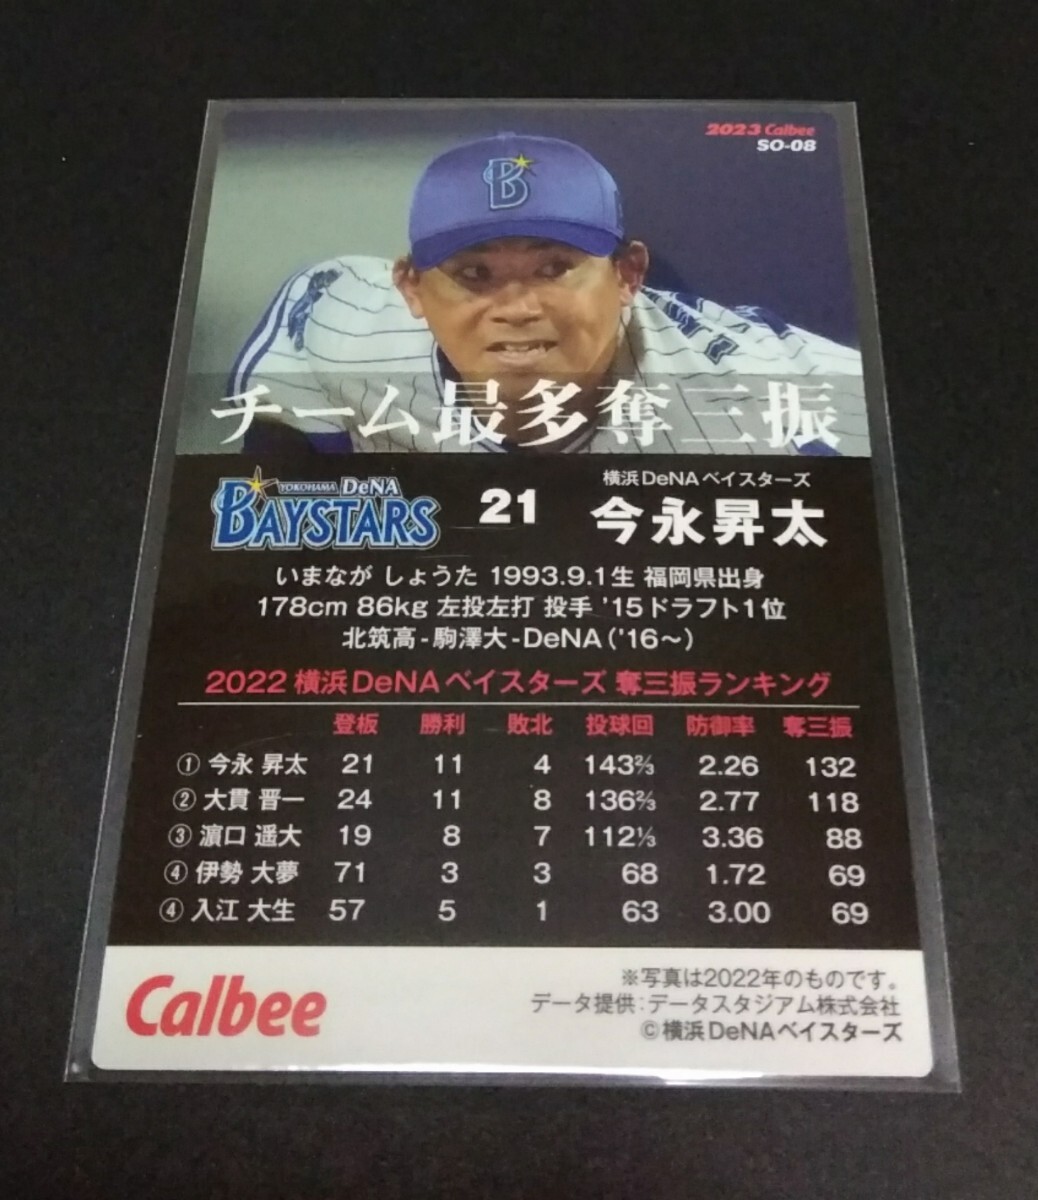 2023 Calbee
SO-08
B
チーム最多奪三振
YOKOHAMA DeNA
BAYSTARS
21
横浜DeNAベイスターズ
今永昇太
いまなが しょうた 1993.9.1生 福岡県出身
178cm 86kg 左投左打 投手 '15ドラフト1位
北筑高-駒澤大-DeNA('16〜)
2022 横浜DeNAベイスターズ 奪三振ランキング
登板 勝利 敗北 投球回 防御率 奪三振
① 今永 昇太 21 11 4 143⅔ 2.26 132
② 大貫 晋一 24 11 8 136⅔ 2.77 118
③ 濵口 遥大 19 8 7 112⅓ 3.36 88
④ 伊勢 大夢 71 3 3 68 1.72 69
④ 入江 大生 57 5 1 63 3.00 69
Calbee
※写真は2022年のものです。
データ提供:データスタジアム株式会社
©横浜DeNAベイスターズ